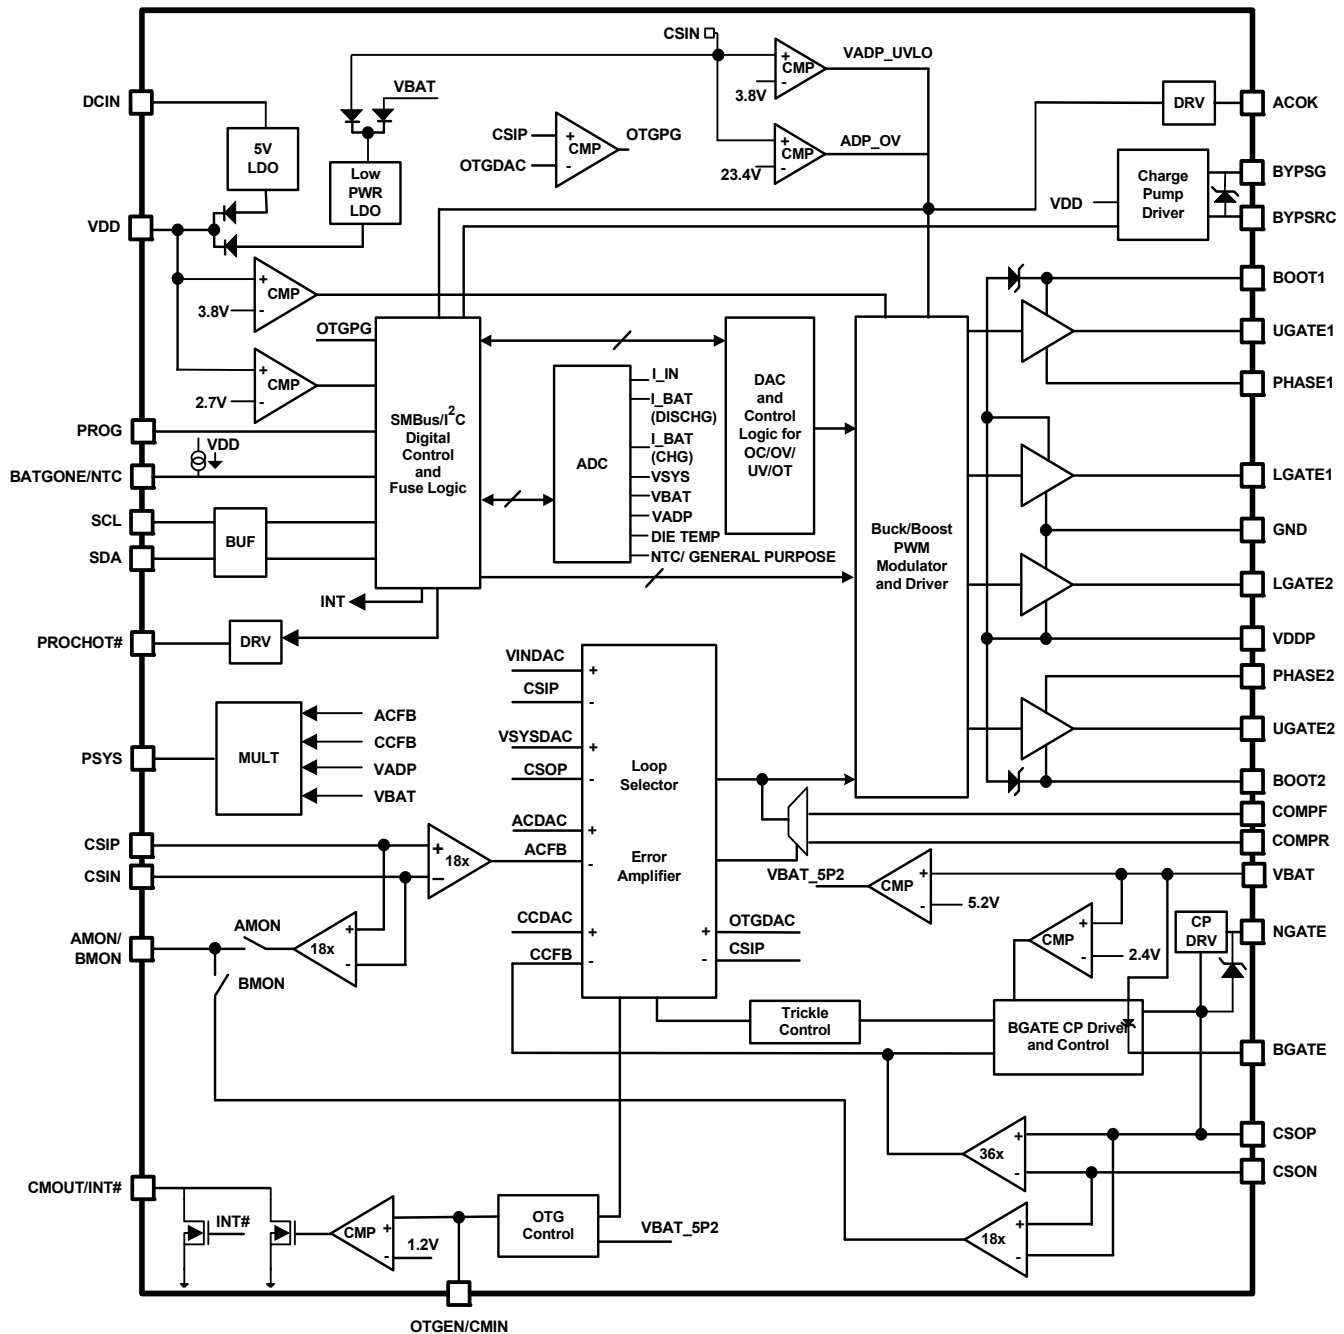 CSIN
VADP_UVLO
+
CMP
-
3.8V
DCIN
VBAT
DRV
ACOK
5V
LDO
CSIP
+
CMP
-
OTGPG
OTGDAC
ADP_OV
+
CMP
-
23.4V
Low
PWR
LDO
Charge
Pump
Driver
VDD
BYPSG
BYPSRC
VDD
+
CMP
-
3.8V
BOOT1
OTGPG
UGATE1
+
CMP
-
2.7V
PHASE1
PROG
VDD
BATGONE/NTC
SMBus/I2C
Digital
Control
and
Fuse Logic
ADC
I_IN
I_BAT
(DISCHG)
I_BAT
(CHG)
VSYS
VBAT
VADP
DIE TEMP
NTC/ GENERAL PURPOSE
DAC
and
Control
Logic for
OC/OV/
UV/OT
Buck/Boost
PWM
Modulator
and Driver
LGATE1
SCL
BUF
SDA
GND
LGATE2
INT
PROCHOT#
DRV
VDDP
VINDAC
+
CSIP
-
VSYSDAC
+
CSOP
-
ACDAC
+
ACFB
-
CCDAC
+
CCFB
-
Loop
Selector
Error
Amplifier
+
OTGDAC
-
CSIP
PHASE2
UGATE2
BOOT2
PSYS
MULT
ACFB
CCFB
VADP
VBAT
COMPF
COMPR
CSIP
+
18x
−
CSIN
VBAT_5P2
CMP
+
-
5.2V
VBAT
AMON/
BMON
AMON
18x
+
-
BMON
CMP
+
-
2.4V
CP
DRV
NGATE
Trickle
Control
BGATE CP Driver
and Control
BGATE
36x
+
-
CSOP
CSON
18x
+
-
CMOUT/INT#
INT#
CMP
+
-
1.2V
OTG
Control
VBAT_5P2
OTGEN/CMIN